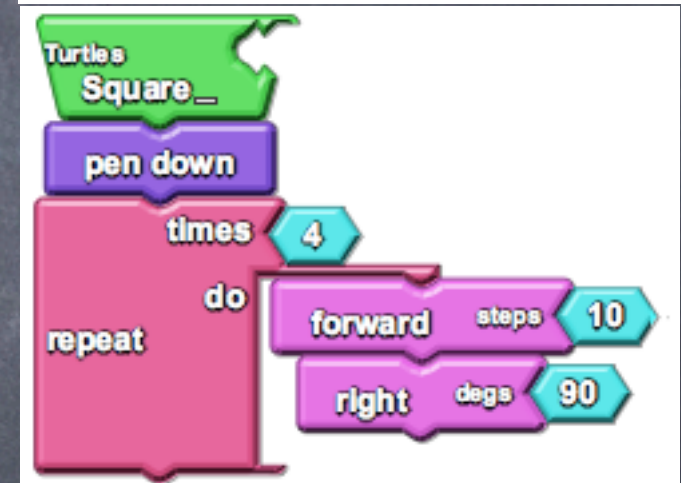 Turtles
Square_
pen down
times 4
do
forward steps 10
repeat
right degs 90